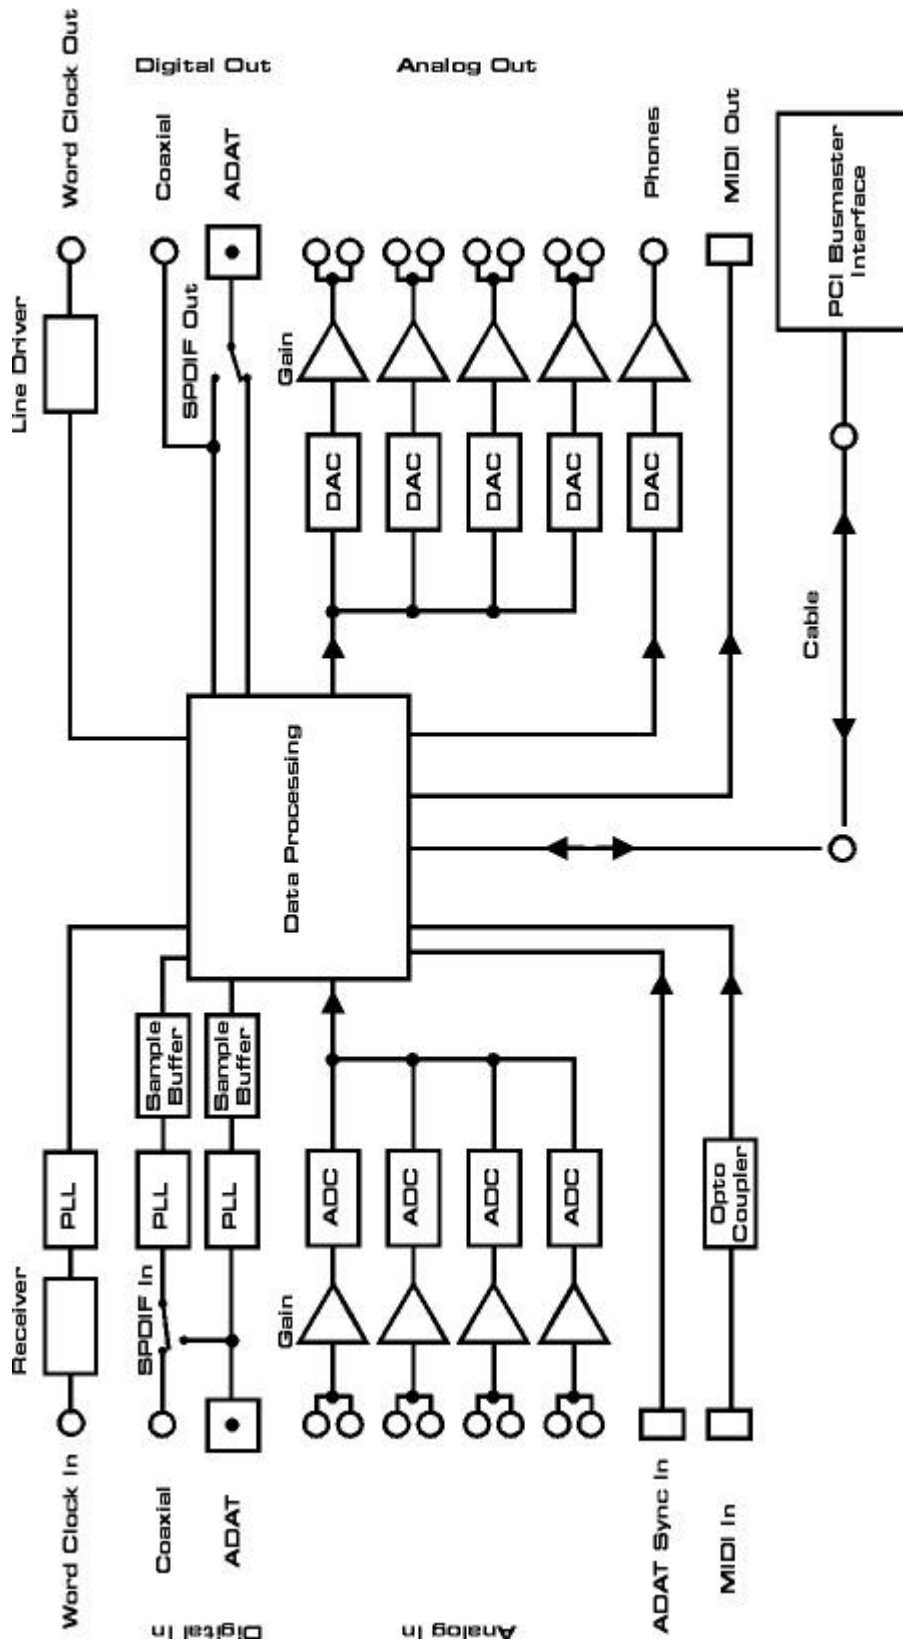 Digital In
Analog In
Word Clock In
Receiver
PLL
Coaxial
SPDIF In
PLL
Sample
Buffer
ADAT
PLL
Sample
Buffer
Gain
ADC
ADC
ADC
ADC
ADAT Sync In
MIDI In
Opto
Coupler
Data Processing
Line Driver
Word Clock Out
Digital Out
SPDIF Out
Coaxial
ADAT
Analog Out
Gain
DAC
DAC
DAC
DAC
DAC
Phones
MIDI Out
Cable
PCI Busmaster
Interface